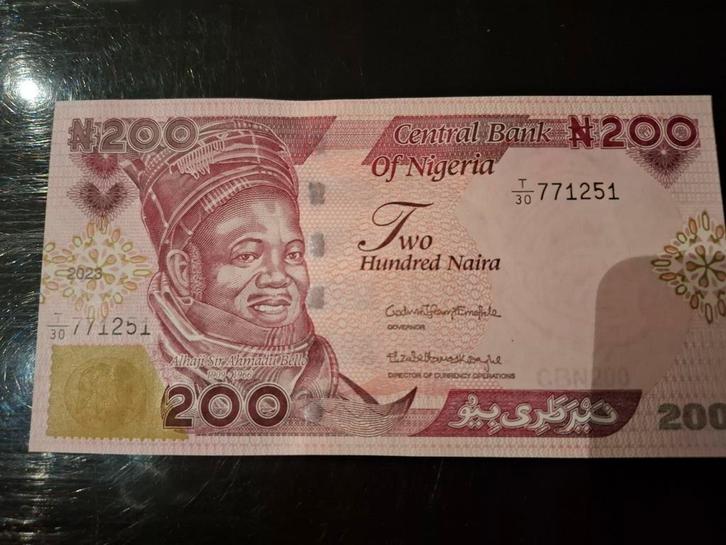 ₦200
Central Bank
Of Nigeria
₦200
T/30 771251
Two
Hundred Naira
2023
T/30 771251
GOVERNOR
DIRECTOR OF CURRENCY OPERATIONS
Alhaji Sir Ahmadu Bello
CBN200
200
200